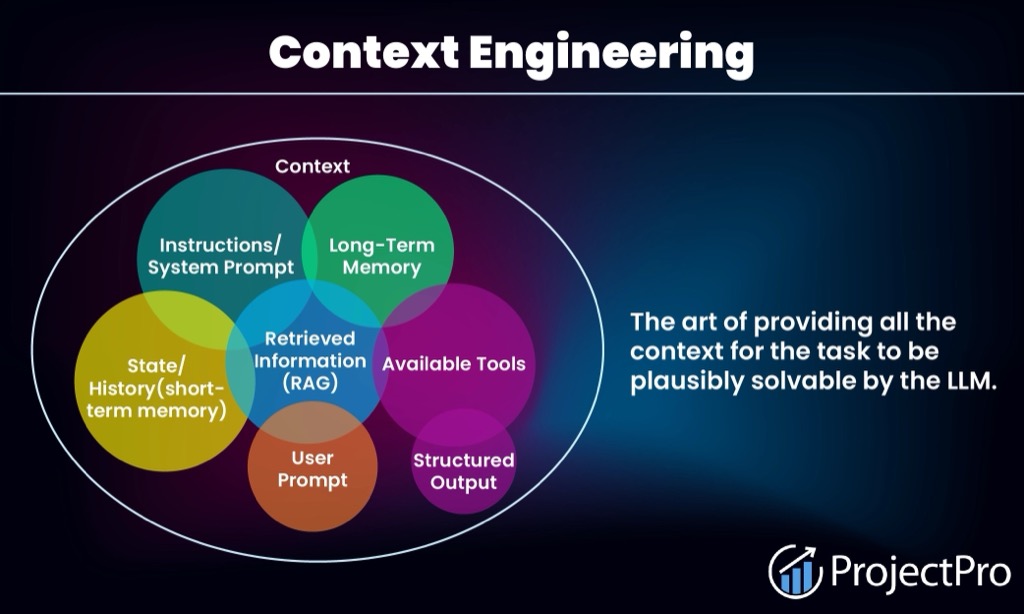 Context Engineering
Context
Instructions/
System Prompt
Long-Term
Memory
State/
History(short-
term memory)
Retrieved
Information
(RAG)
Available Tools
User
Prompt
Structured
Output
The art of providing all the
context for the task to be
plausibly solvable by the LLM.
ProjectPro